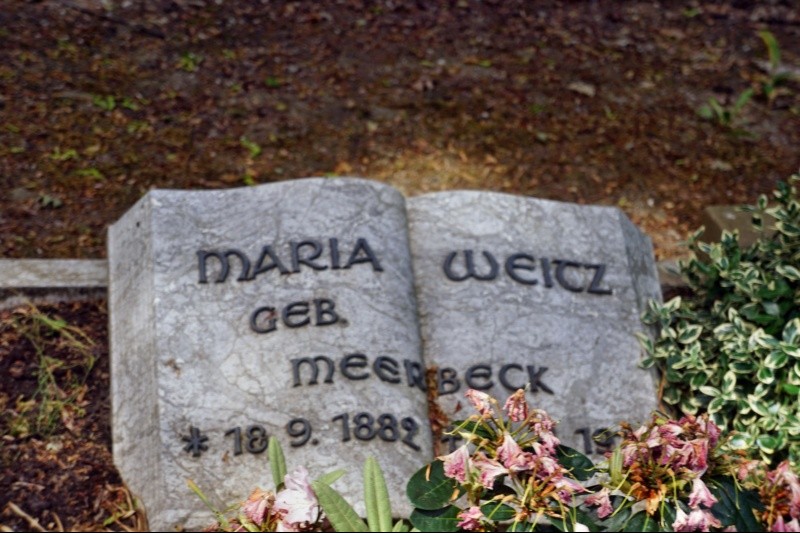 MARIA WEITZ
GEB.
MEERBECK
* 18.9.1882